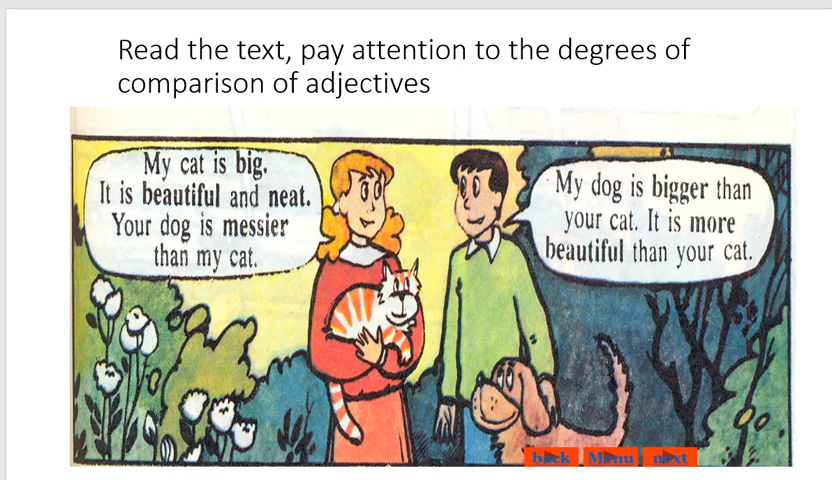 Read the text, pay attention to the degrees of
comparison of adjectives
My cat is big.
It is beautiful and neat.
Your dog is messier
than my cat.
My dog is bigger than
your cat. It is more
beautiful than your cat.
back Menu next